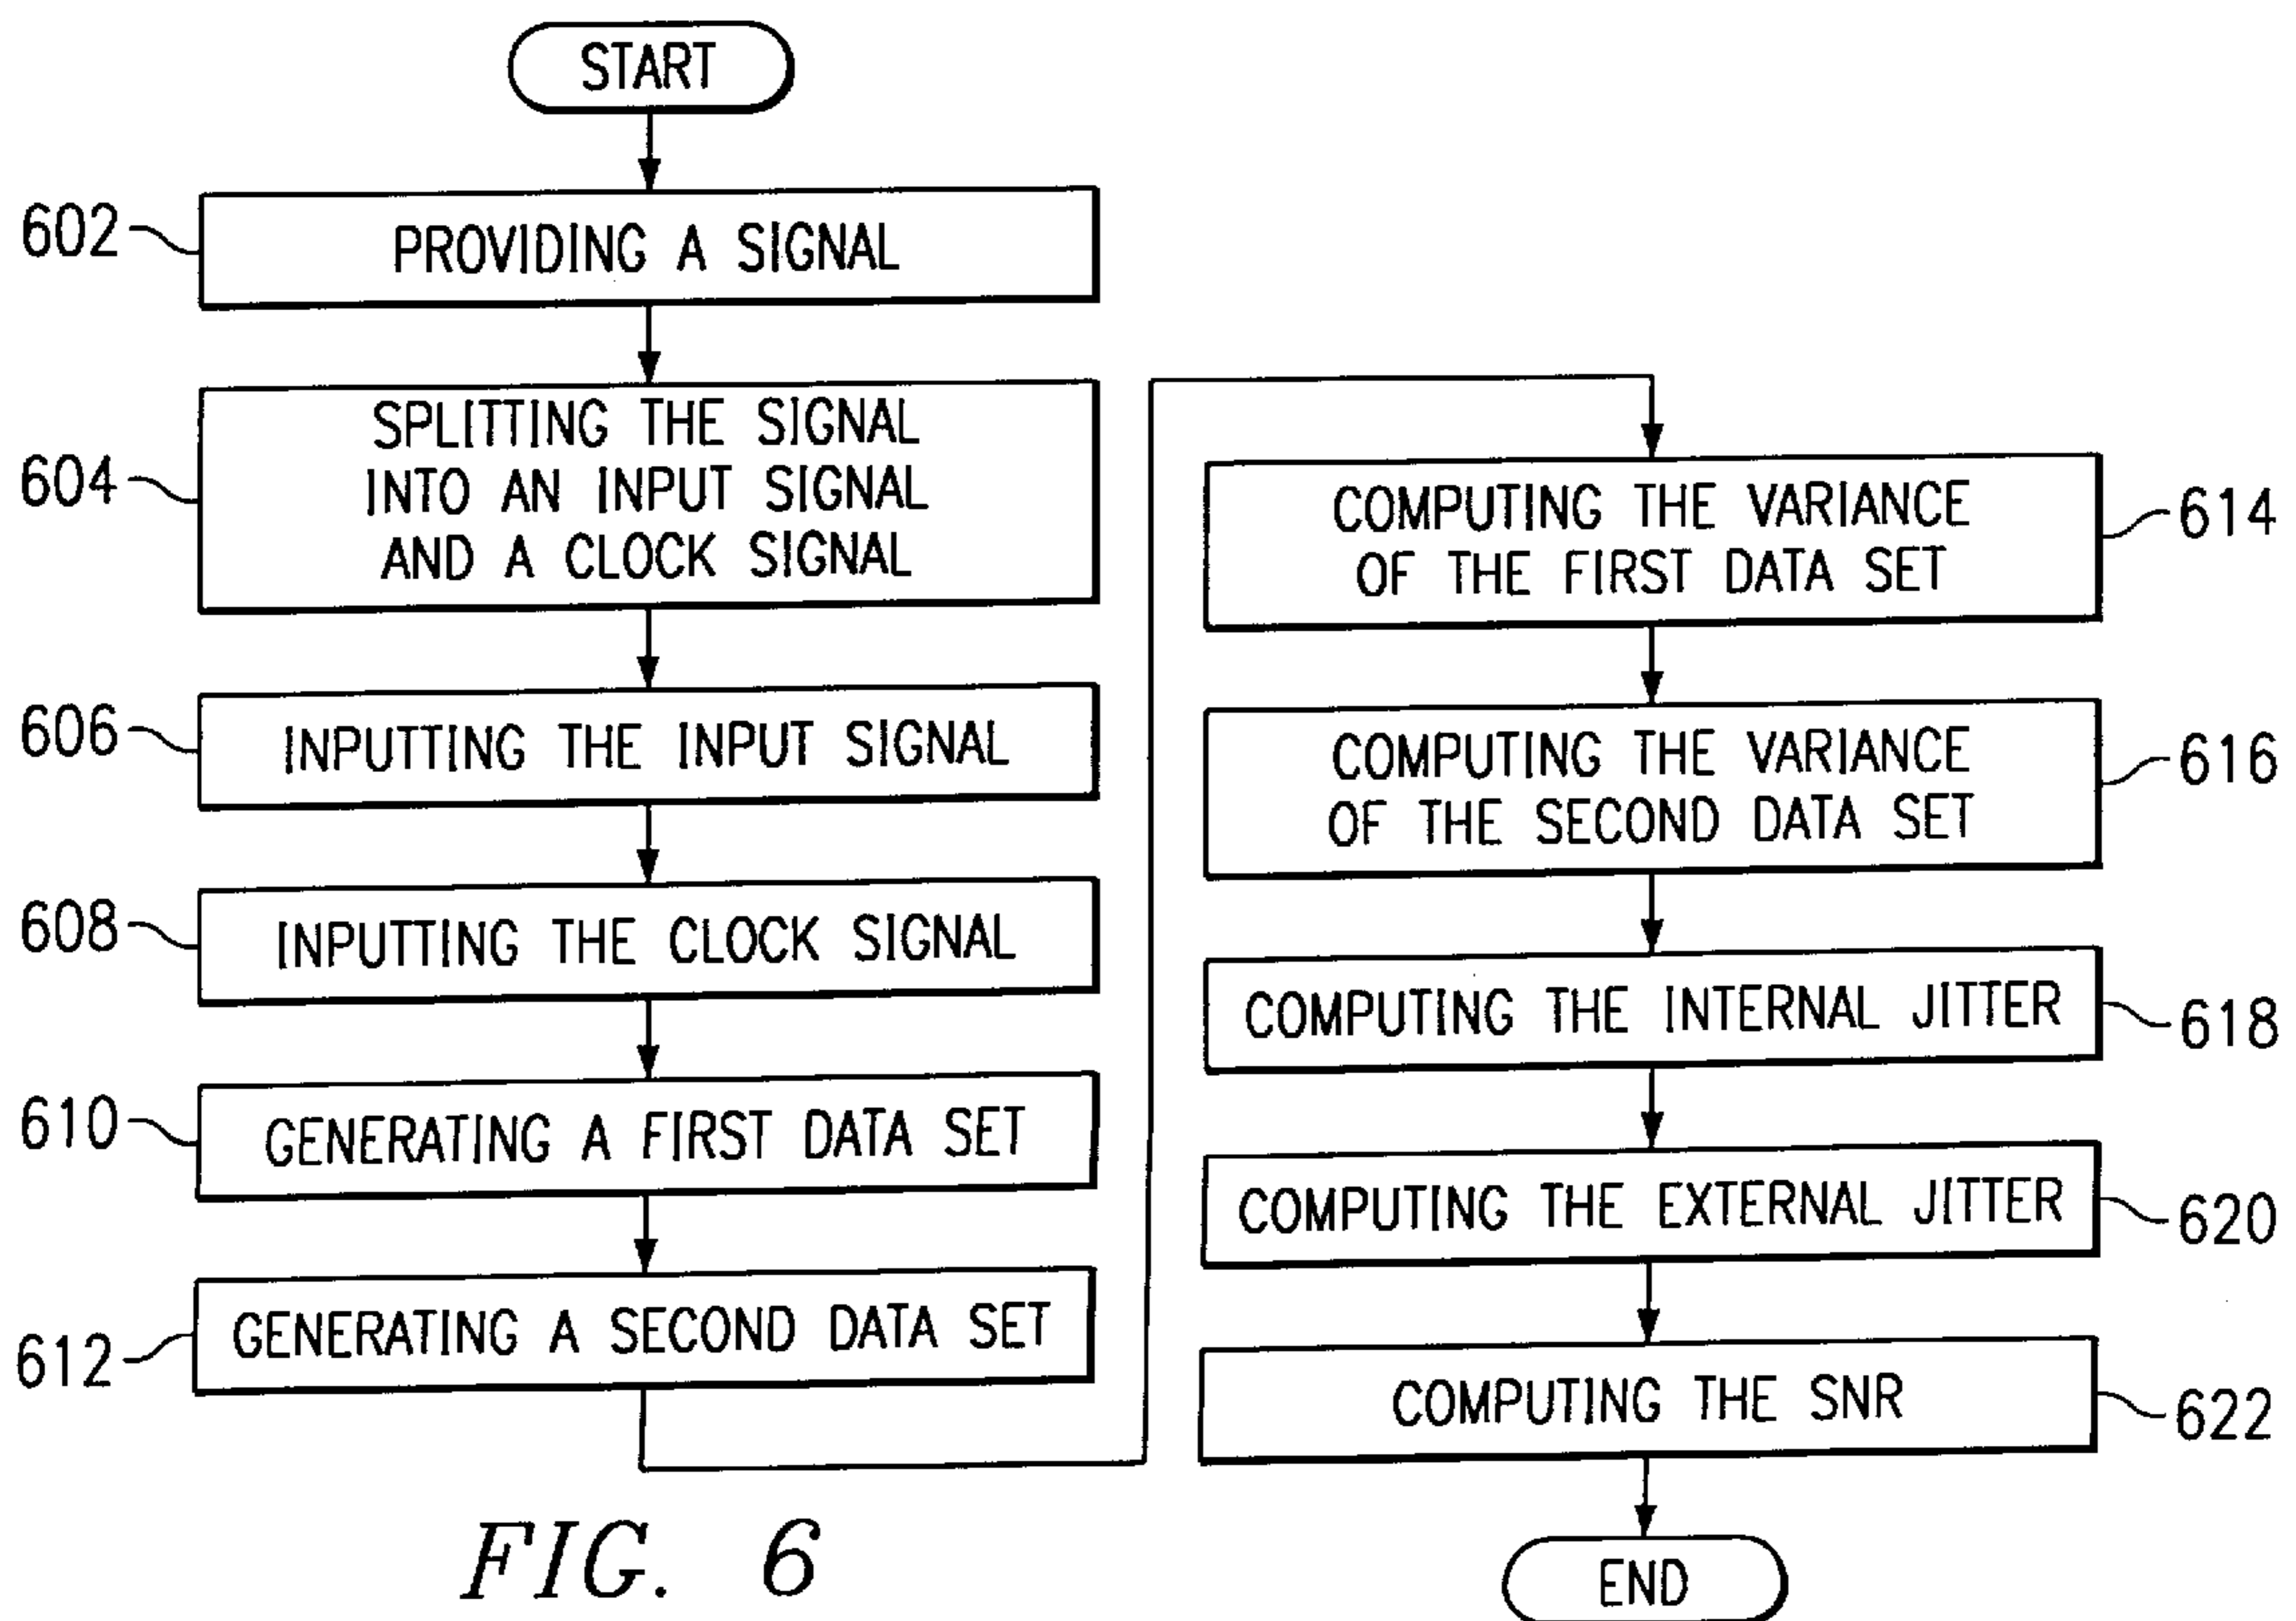 START
602
PROVIDING A SIGNAL
604
SPLITTING THE SIGNAL
INTO AN INPUT SIGNAL
AND A CLOCK SIGNAL
606
INPUTTING THE INPUT SIGNAL
608
INPUTTING THE CLOCK SIGNAL
610
GENERATING A FIRST DATA SET
612
GENERATING A SECOND DATA SET
COMPUTING THE VARIANCE
OF THE FIRST DATA SET
614
COMPUTING THE VARIANCE
OF THE SECOND DATA SET
616
COMPUTING THE INTERNAL JITTER
618
COMPUTING THE EXTERNAL JITTER
620
COMPUTING THE SNR
622
END
FIG. 6